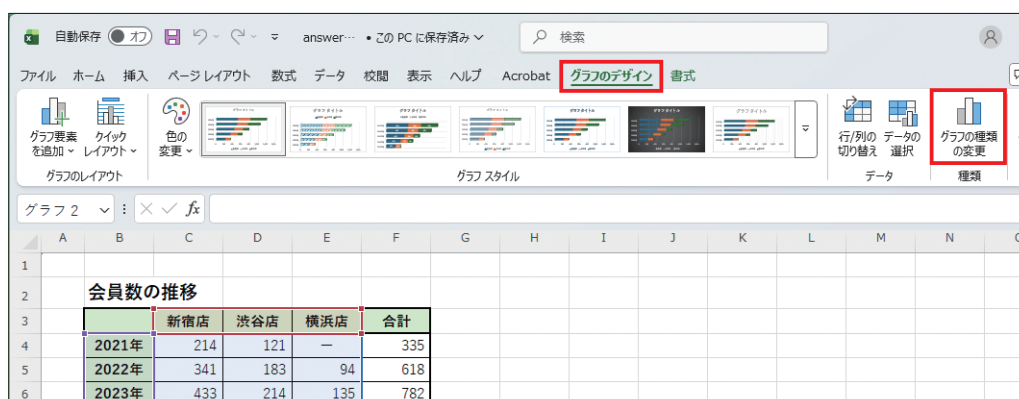 自動保存 オフ answer… • この PC に保存済み 検索
ファイル ホーム 挿入 ページ レイアウト 数式 データ 校閲 表示 ヘルプ Acrobat グラフのデザイン 書式
グラフ要素を追加 クイックレイアウト 色の変更 行/列の切り替え データの選択 グラフの種類の変更
グラフのレイアウト グラフ スタイル データ 種類
グラフ 2 fx
A B C D E F G H I J K L M N
1
2 会員数の推移
3 新宿店 渋谷店 横浜店 合計
4 2021年 214 121 ー 335
5 2022年 341 183 94 618
6 2023年 433 214 135 782